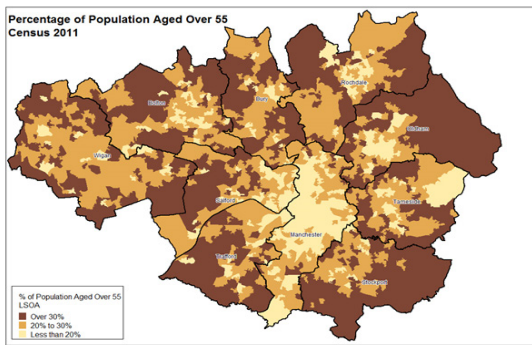 Percentage of Population Aged Over 55
Census 2011
Rochdale
Bury
Bolton
Oldham
Wigan
Salford
Tameside
Manchester
Trafford
Stockport
% of Population Aged Over 55
LSOA
Over 30%
20% to 30%
Less than 20%